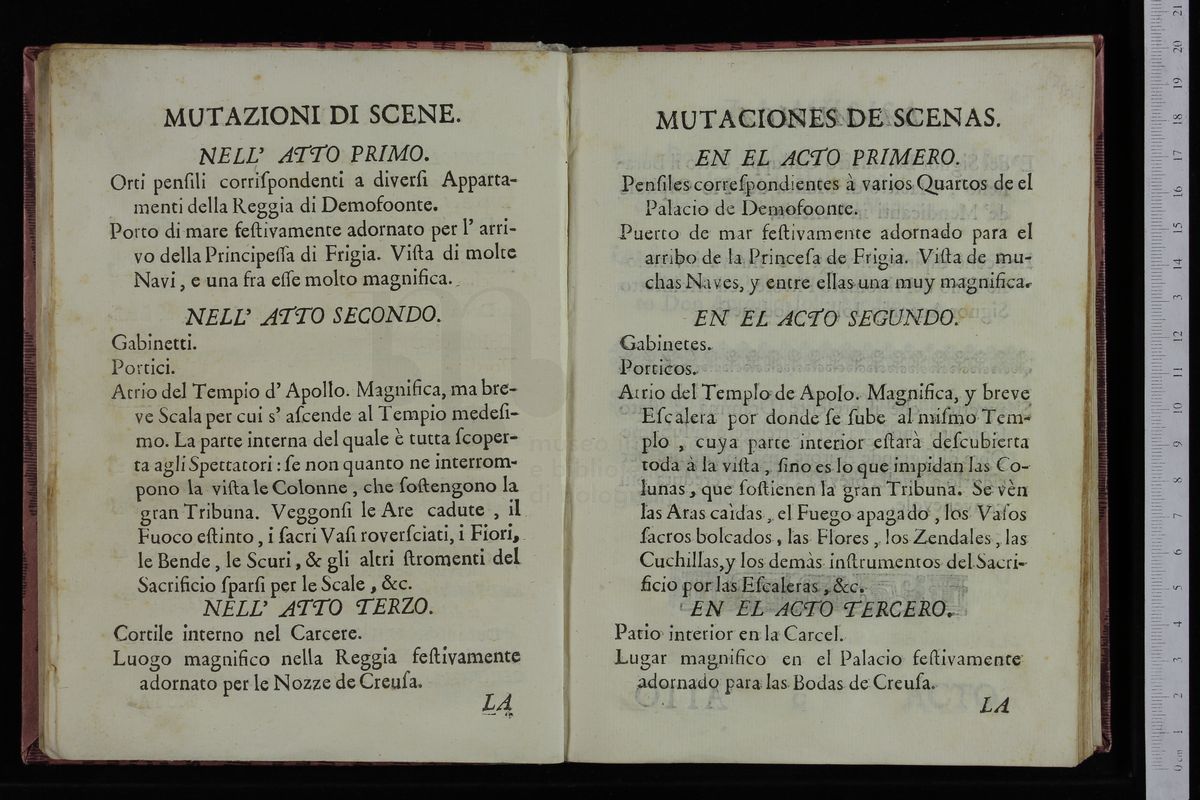 MUTAZIONI DI SCENE.
NELL' ATTO PRIMO.
Orti penſili corriſpondenti a diverſi Apparta-
menti della Reggia di Demofoonte.
Porto di mare feſtivamente adornato per l' arri-
vo della Principeſſa di Frigia. Viſta di molte
Navi, e una fra eſſe molto magnifica.
NELL' ATTO SECONDO.
Gabinetti.
Portici.
Atrio del Tempio d' Apollo. Magnifica, ma bre-
ve Scala per cui s' aſcende al Tempio medeſi-
mo. La parte interna del quale è tutta ſcoper-
ta agli Spettatori : ſe non quanto ne interrom-
pono la viſta le Colonne, che ſoſtengono la
gran Tribuna. Veggonſi le Are cadute, il
Fuoco eſtinto, i ſacri Vaſi roverſciati, i Fiori,
le Bende, le Scuri, & gli altri ſtromenti del
Sacrificio ſparſi per le Scale, &c.
NELL' ATTO TERZO.
Cortile interno nel Carcere.
Luogo magnifico nella Reggia feſtivamente
adornato per le Nozze de Creuſa.
LA
MUTACIONES DE SCENAS.
EN EL ACTO PRIMERO.
Penſiles correſpondientes à varios Quartos de el
Palacio de Demofoonte.
Puerto de mar feſtivamente adornado para el
arribo de la Princeſa de Frigia. Viſta de mu-
chas Naves, y entre ellas una muy magnifica.
EN EL ACTO SEGUNDO.
Gabinetes.
Porticos.
Atrio del Templo de Apolo. Magnifica, y breve
Eſcalera por donde ſe ſube al miſmo Tem-
plo, cuya parte interior eſtarà deſcubierta
toda à la viſta, ſino es lo que impidan las Co-
lunas, que ſoſtienen la gran Tribuna. Se vèn
las Aras caìdas, el Fuego apagado, los Vaſos
ſacros bolcados, las Flores, los Zendales, las
Cuchillas, y los demàs inſtrumentos del Sacri-
ficio por las Eſcaleras, &c.
EN EL ACTO TERCERO.
Patio interior en la Carcel.
Lugar magnifico en el Palacio feſtivamente
adornado para las Bodas de Creuſa.
LA